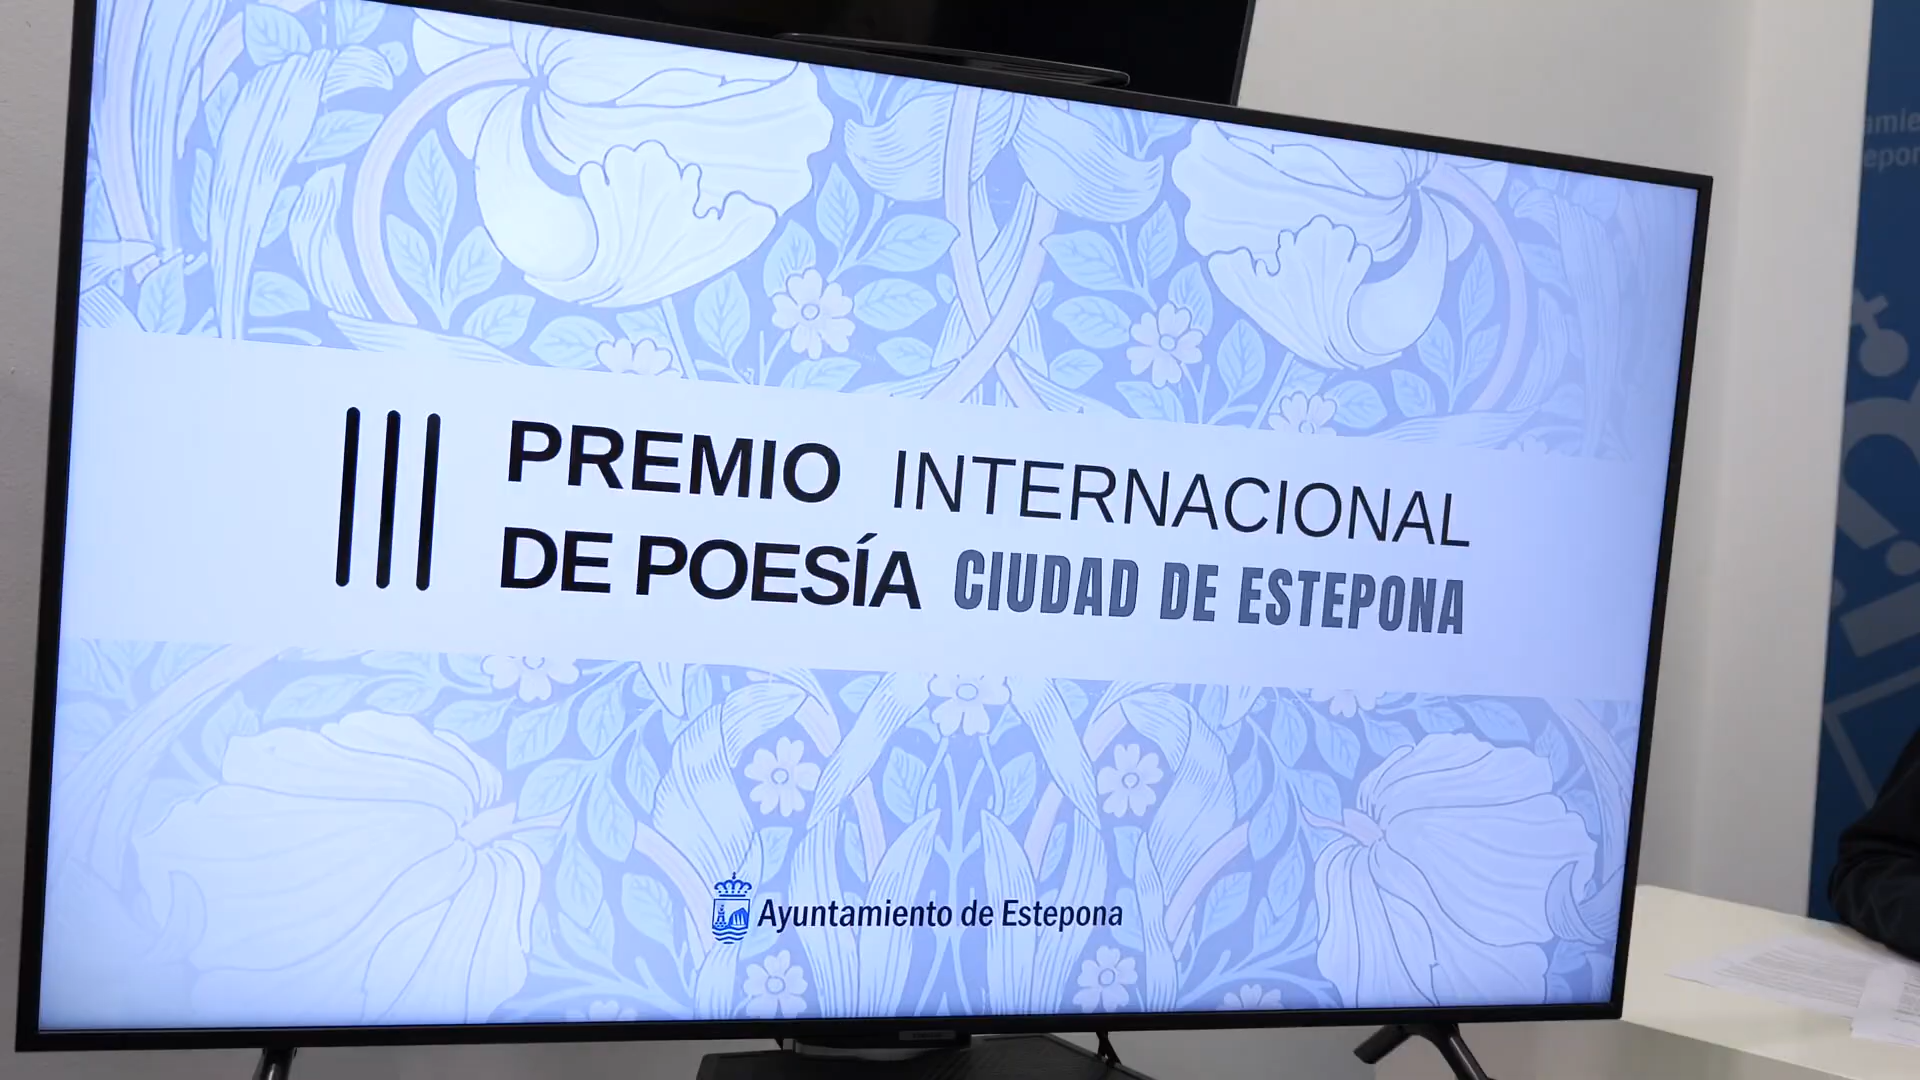 III PREMIO INTERNACIONAL
DE POESÍA CIUDAD DE ESTEPONA
Ayuntamiento de Estepona